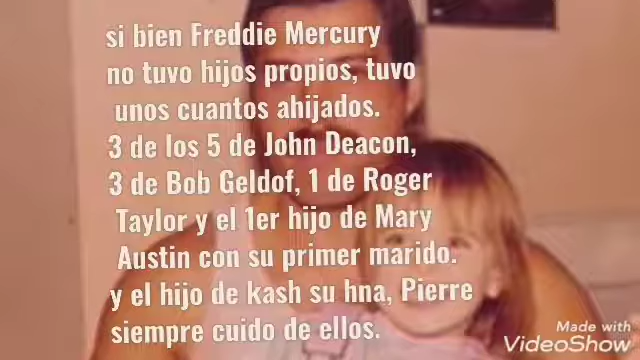 si bien Freddie Mercury
no tuvo hijos propios, tuvo
unos cuantos ahijados.
3 de los 5 de John Deacon,
3 de Bob Geldof, 1 de Roger
Taylor y el 1er hijo de Mary
Austin con su primer marido.
y el hijo de kash su hna, Pierre
siempre cuido de ellos.
Made with
VideoShow